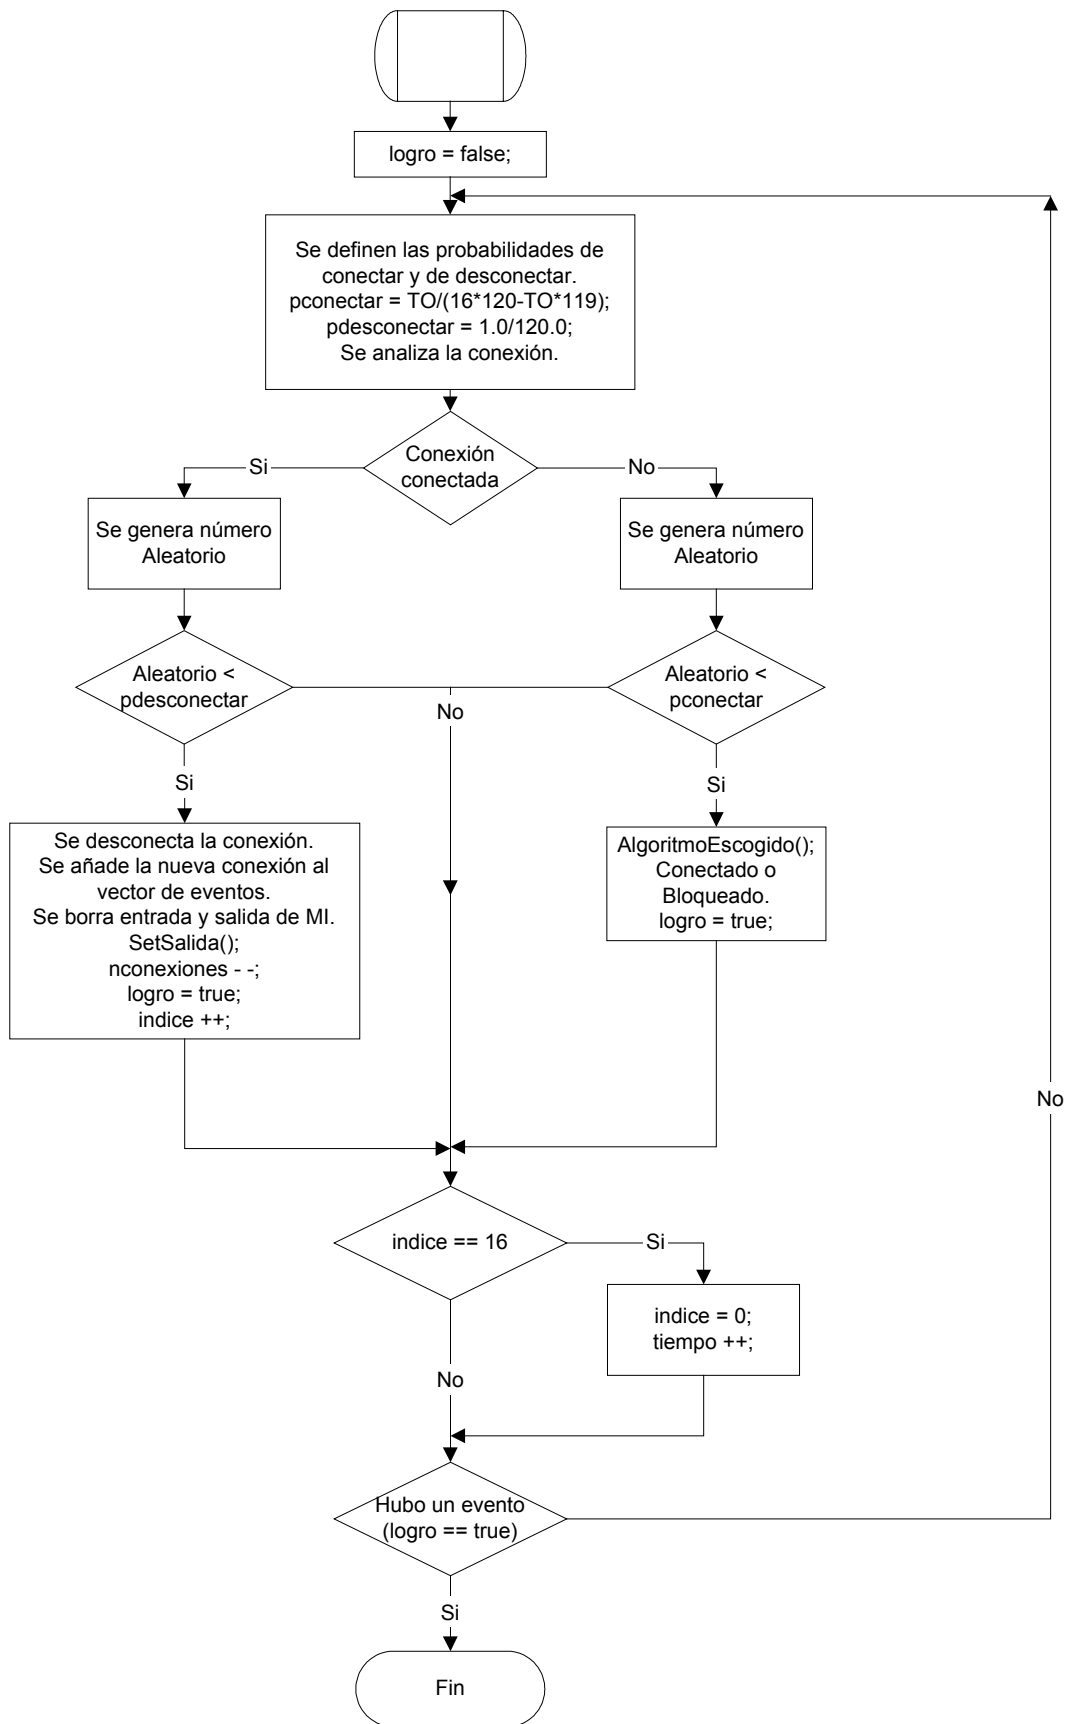 logro = false;
Se definen las probabilidades de
conectar y de desconectar.
pconectar = TO/(16*120-TO*119);
pdesconectar = 1.0/120.0;
Se analiza la conexión.
Conexión
conectada
Si
No
Se genera número
Aleatorio
Se genera número
Aleatorio
Aleatorio <
pdesconectar
Aleatorio <
pconectar
No
Si
Si
Se desconecta la conexión.
Se añade la nueva conexión al
vector de eventos.
Se borra entrada y salida de MI.
SetSalida();
nconexiones - -;
logro = true;
indice ++;
AlgoritmoEscogido();
Conectado o
Bloqueado.
logro = true;
No
indice == 16
Si
indice = 0;
tiempo ++;
No
Hubo un evento
(logro == true)
Si
Fin